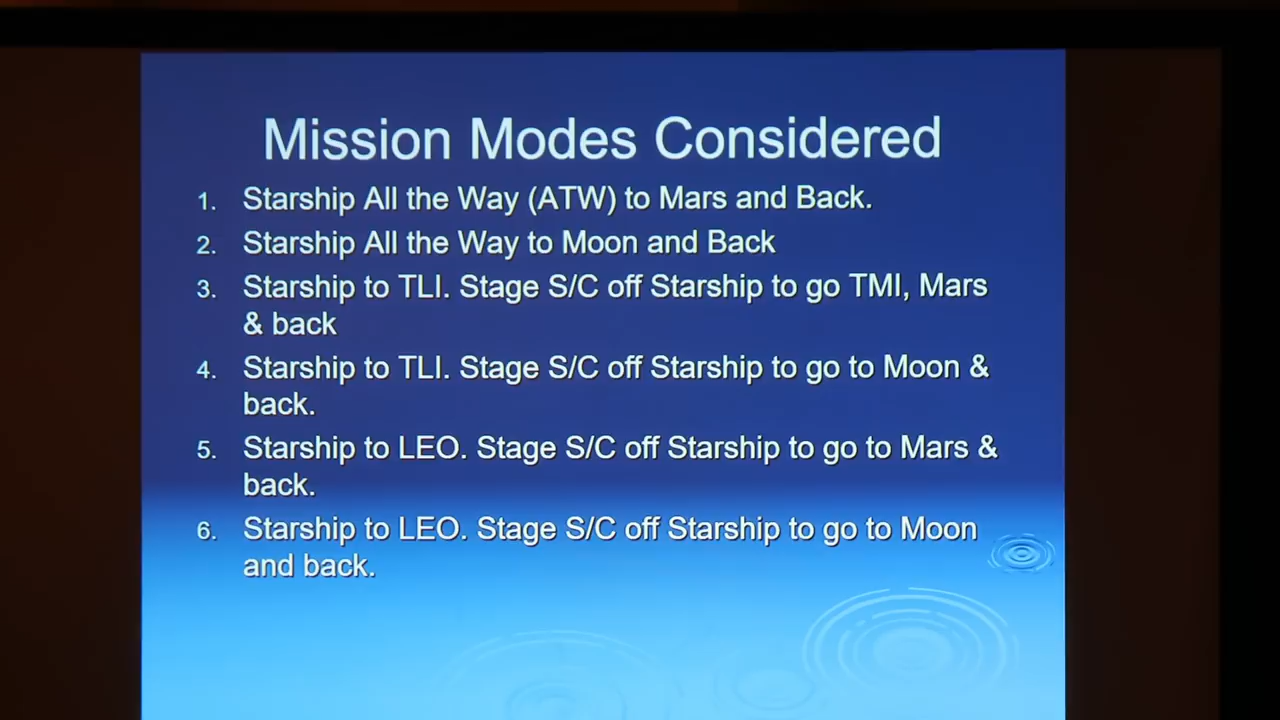 Mission Modes Considered
1. Starship All the Way (ATW) to Mars and Back.
2. Starship All the Way to Moon and Back
3. Starship to TLI. Stage S/C off Starship to go TMI, Mars
& back
4. Starship to TLI. Stage S/C off Starship to go to Moon &
back.
5. Starship to LEO. Stage S/C off Starship to go to Mars &
back.
6. Starship to LEO. Stage S/C off Starship to go to Moon
and back.